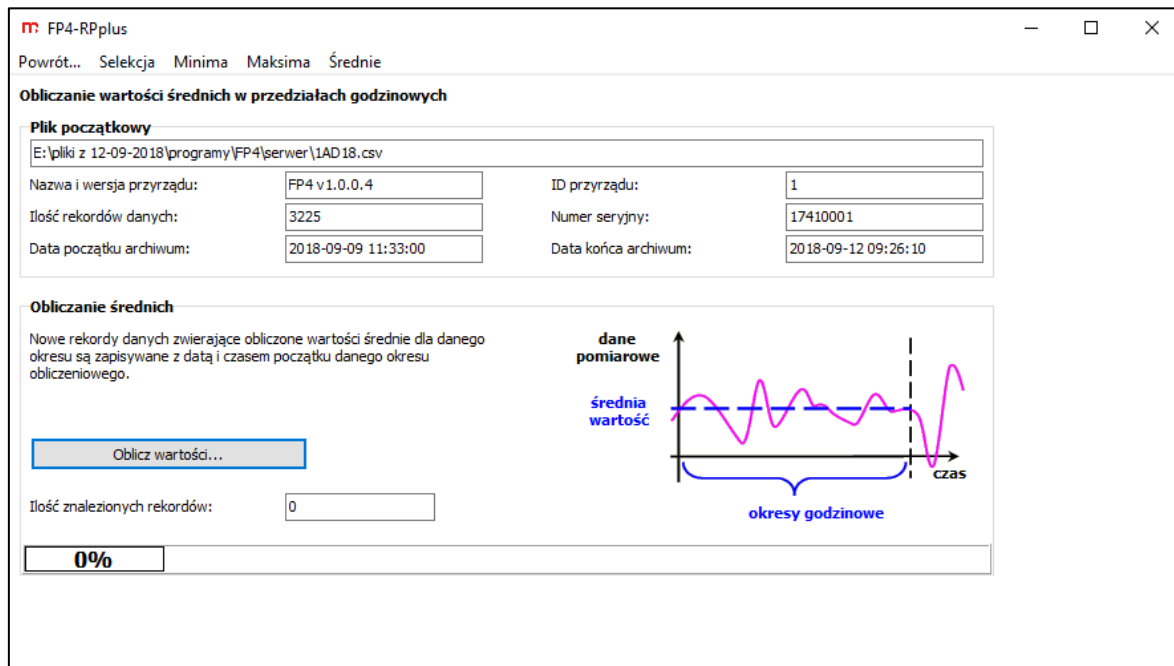 FP4-RPplus
Powrót... Selekcja Minima Maksima Średnie
Obliczanie wartości średnich w przedziałach godzinowych
Plik początkowy
E:\pliki z 12-09-2018\programy\FP4\serwer\1AD18.csv
Nazwa i wersja przyrządu: FP4 v1.0.0.4 ID przyrządu: 1
Ilość rekordów danych: 3225 Numer seryjny: 17410001
Data początku archiwum: 2018-09-09 11:33:00 Data końca archiwum: 2018-09-12 09:26:10
Obliczanie średnich
Nowe rekordy danych zwierające obliczone wartości średnie dla danego
okresu są zapisywane z datą i czasem początku danego okresu
obliczeniowego.
dane
pomiarowe
średnia
wartość
czas
okresy godzinowe
Oblicz wartości...
Ilość znalezionych rekordów: 0
0%